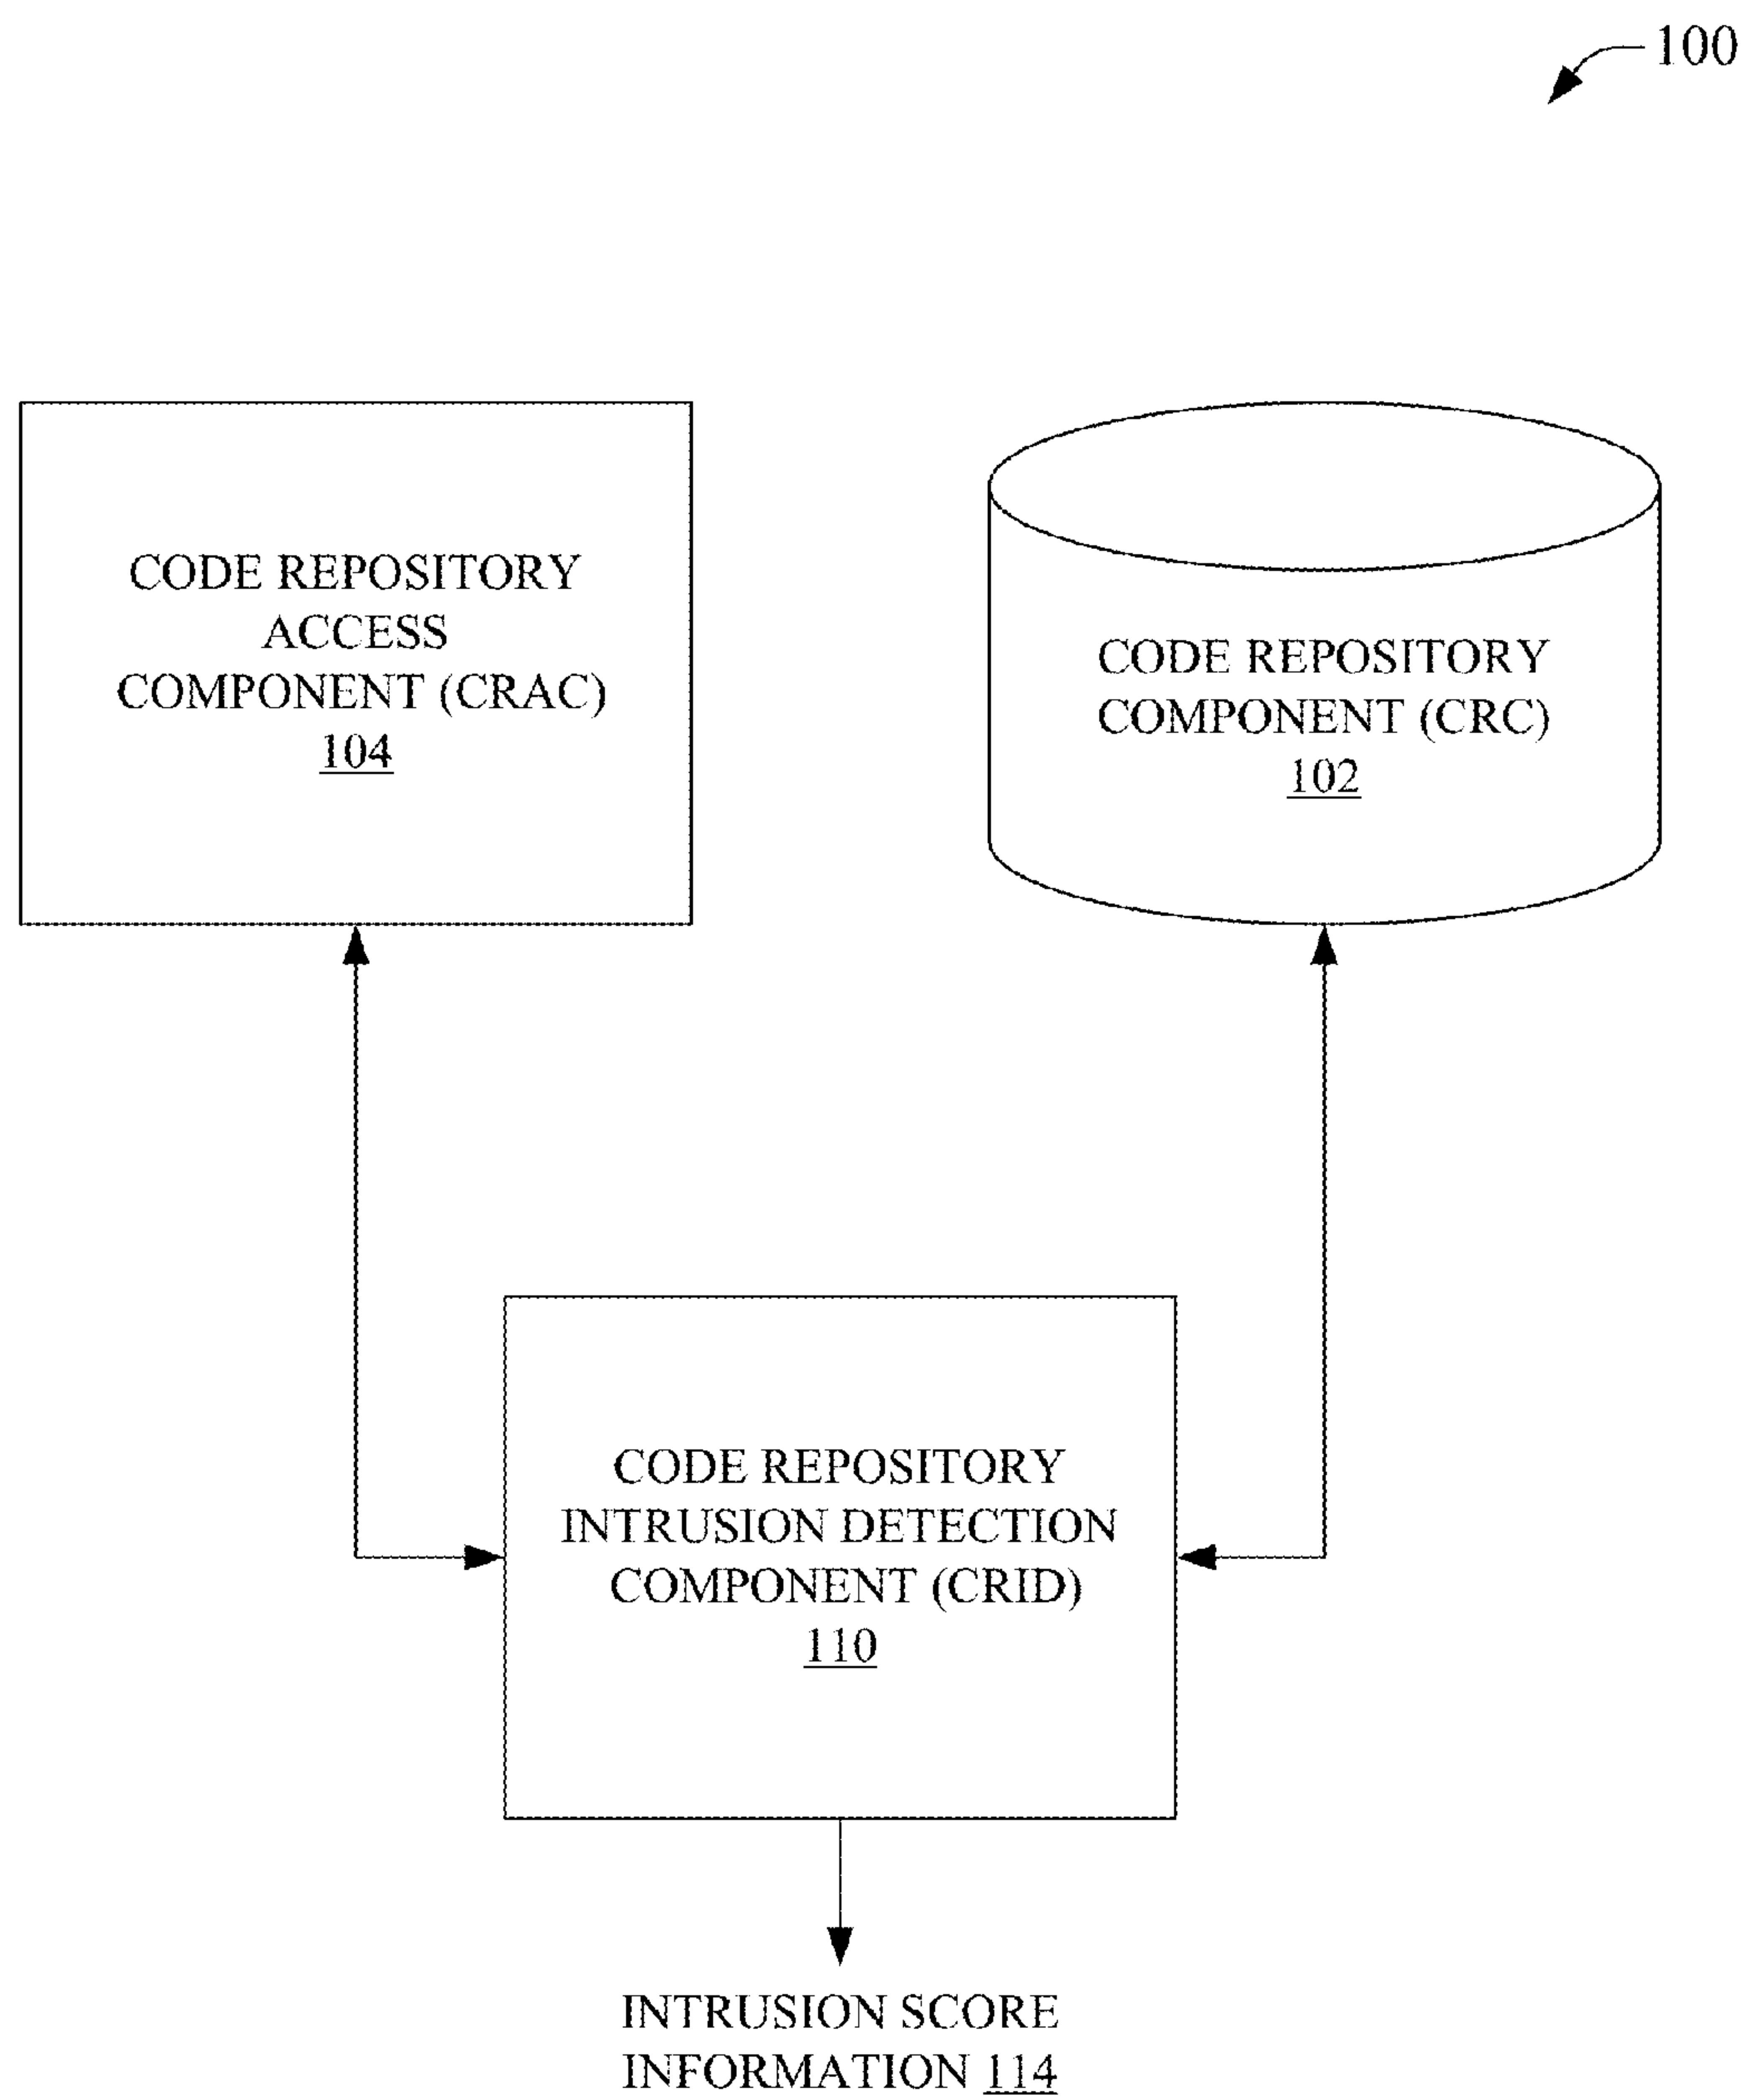 100
CODE REPOSITORY
ACCESS
COMPONENT (CRAC)
104
CODE REPOSITORY
COMPONENT (CRC)
102
CODE REPOSITORY
INTRUSION DETECTION
COMPONENT (CRID)
110
INTRUSION SCORE
INFORMATION 114